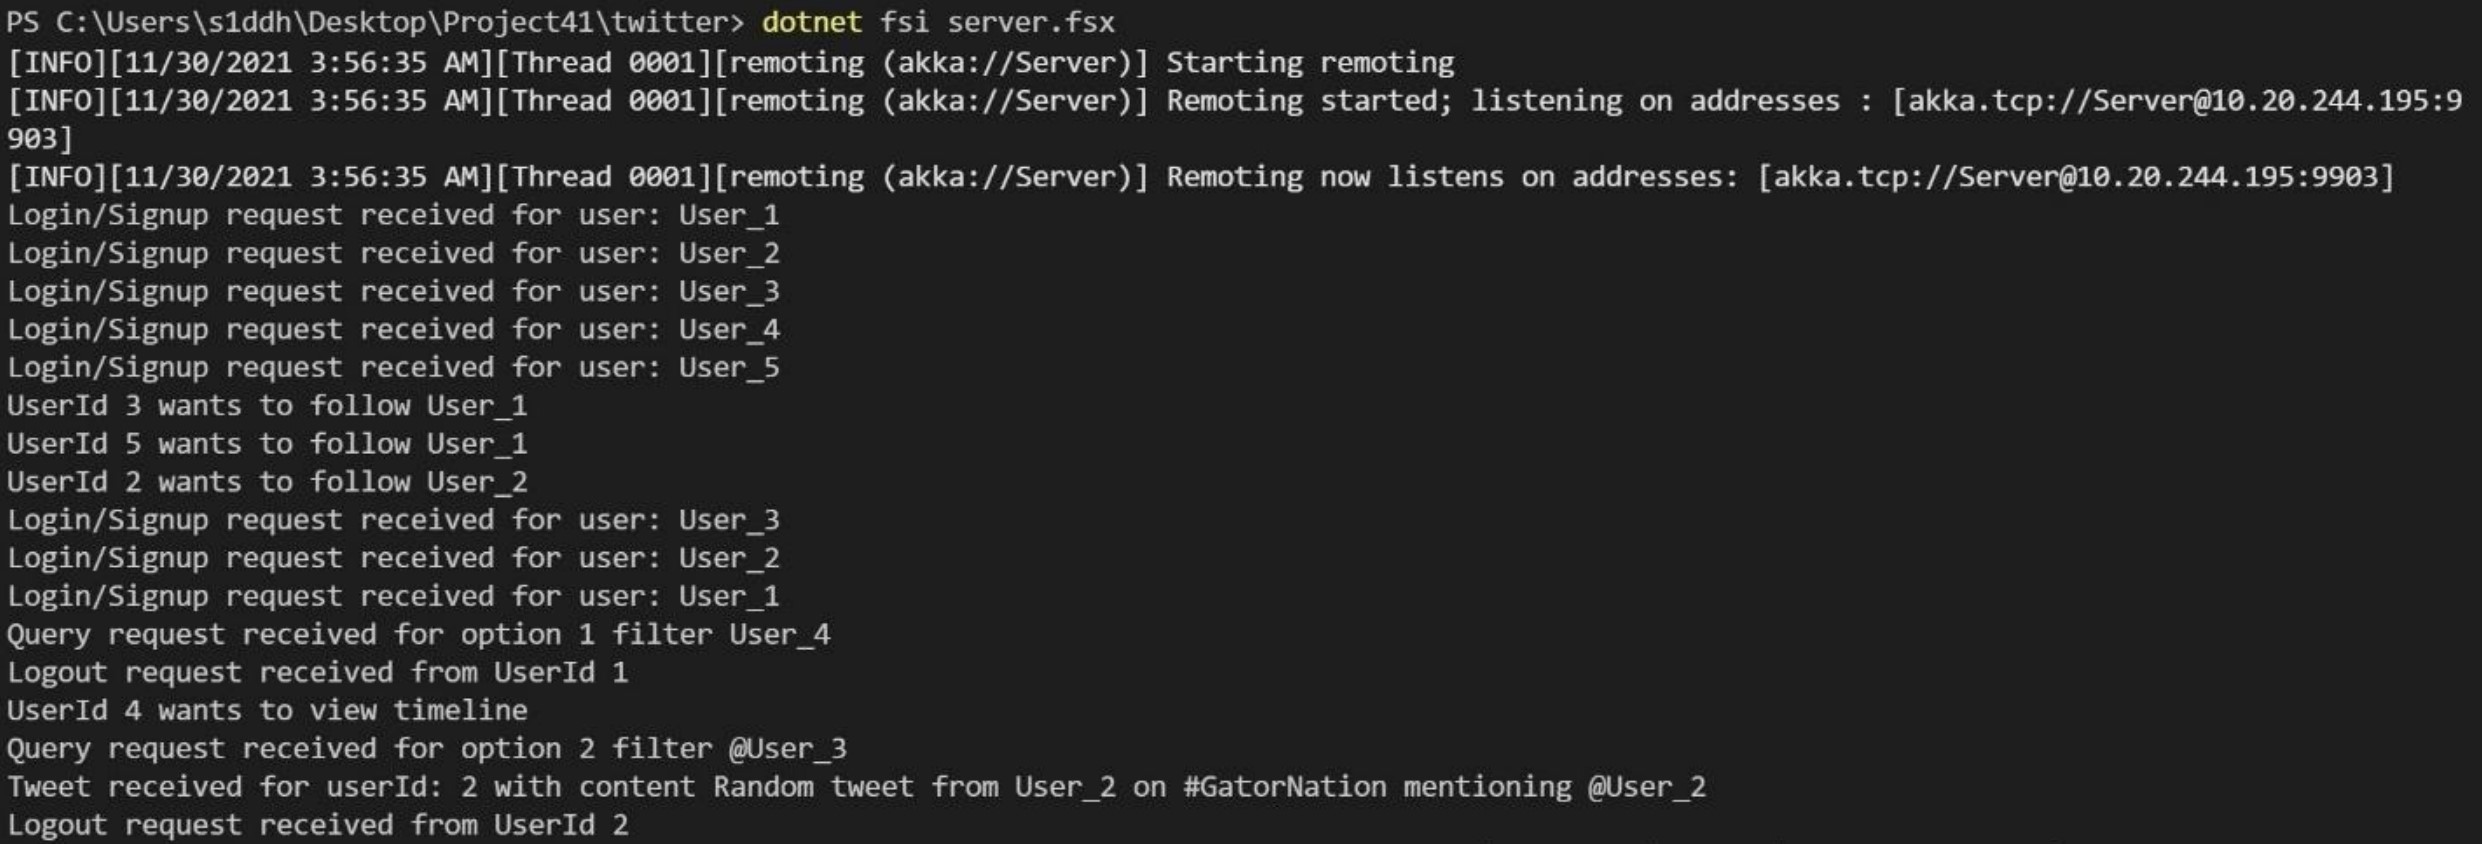 PS C:\Users\s1ddh\Desktop\Project41\twitter> dotnet fsi server.fsx
[INFO][11/30/2021 3:56:35 AM][Thread 0001][remoting (akka://Server)] Starting remoting
[INFO][11/30/2021 3:56:35 AM][Thread 0001][remoting (akka://Server)] Remoting started; listening on addresses : [akka.tcp://Server@10.20.244.195:9
903]
[INFO][11/30/2021 3:56:35 AM][Thread 0001][remoting (akka://Server)] Remoting now listens on addresses: [akka.tcp://Server@10.20.244.195:9903]
Login/Signup request received for user: User_1
Login/Signup request received for user: User_2
Login/Signup request received for user: User_3
Login/Signup request received for user: User_4
Login/Signup request received for user: User_5
UserId 3 wants to follow User_1
UserId 5 wants to follow User_1
UserId 2 wants to follow User_2
Login/Signup request received for user: User_3
Login/Signup request received for user: User_2
Login/Signup request received for user: User_1
Query request received for option 1 filter User_4
Logout request received from UserId 1
UserId 4 wants to view timeline
Query request received for option 2 filter @User_3
Tweet received for userId: 2 with content Random tweet from User_2 on #GatorNation mentioning @User_2
Logout request received from UserId 2